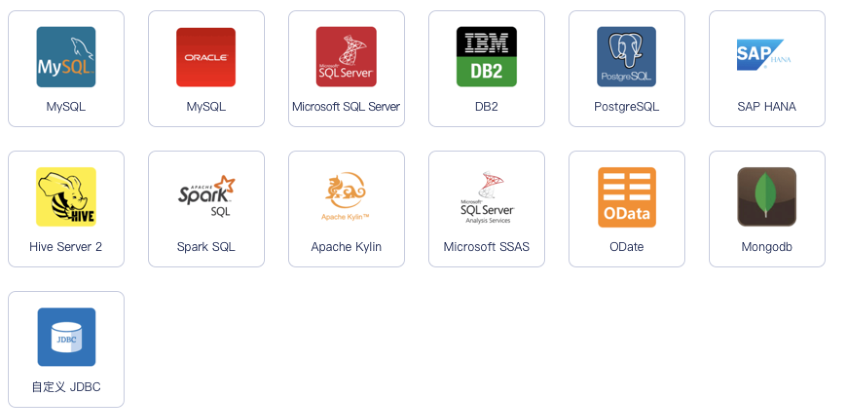 MySQL
MySQL
ORACLE
MySQL
Microsoft SQL Server
Microsoft SQL Server
IBM
DB2
DB2
PostgreSQL
PostgreSQL
SAP HANA
SAP HANA
HIVE
Hive Server 2
APACHE
Spark
SQL
Spark SQL
Apache Kylin™
Apache Kylin
Microsoft
SQL Server
Analysis Services
Microsoft SSAS
OData
ODate
Mongodb
JDBC
自定义 JDBC